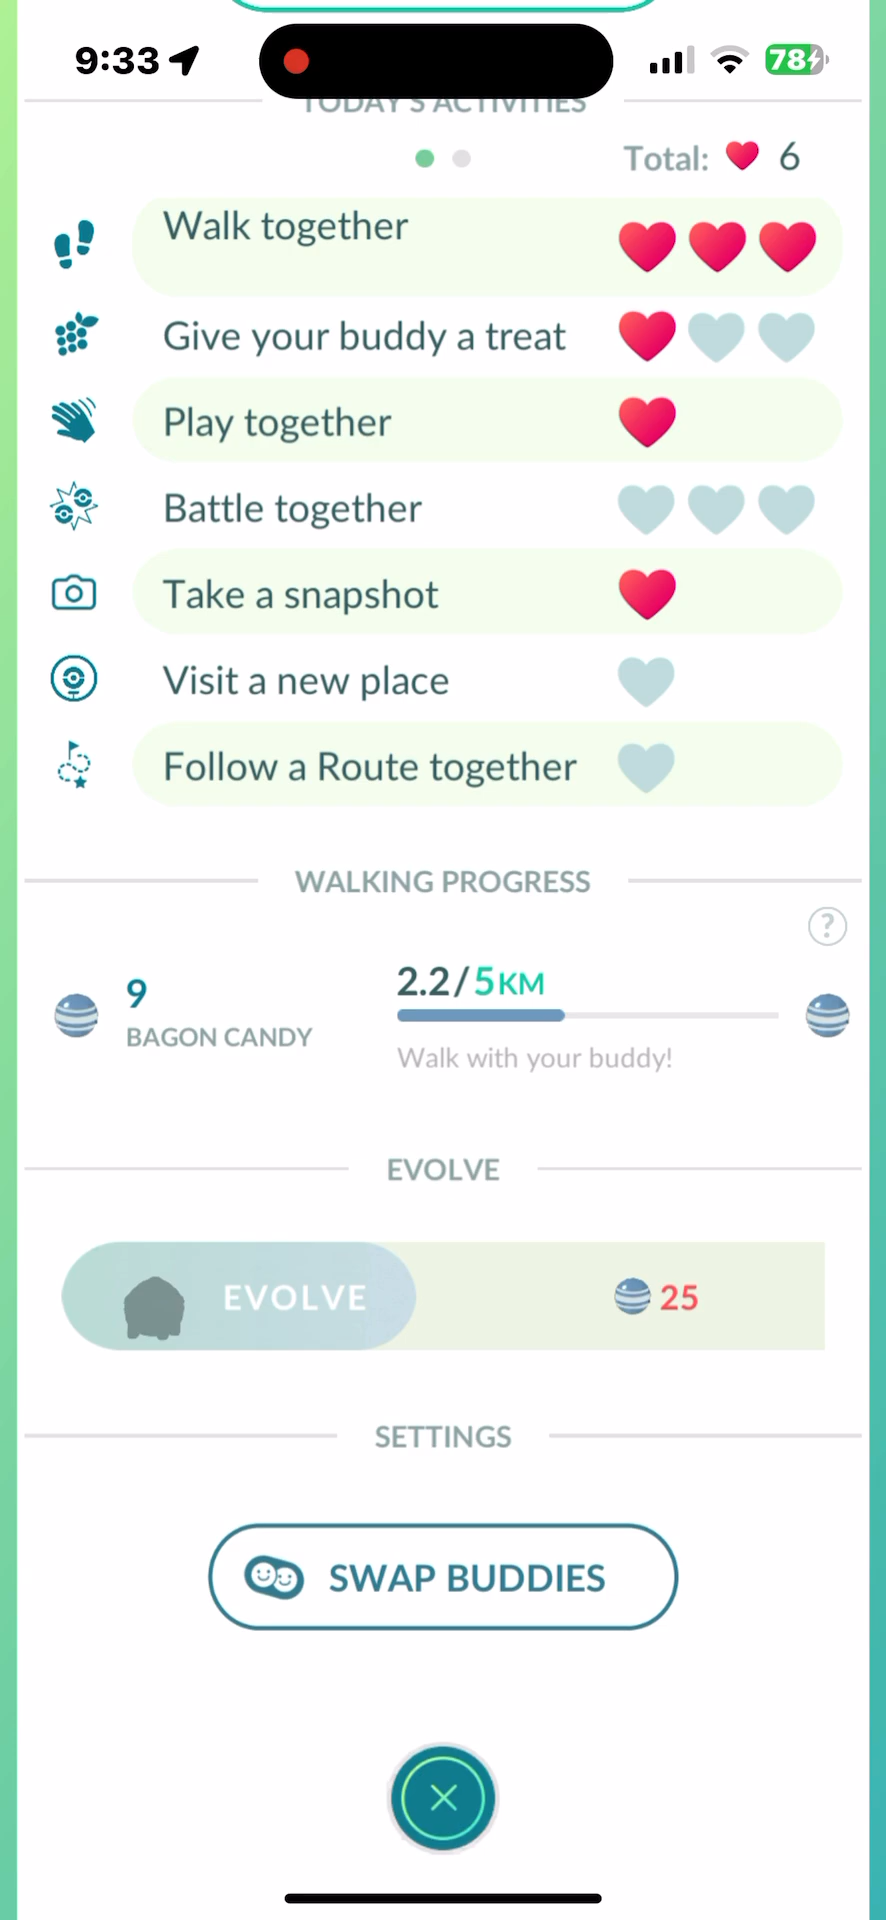 9:33
78
TODAY'S ACTIVITIES
Total: 6
Walk together
Give your buddy a treat
Play together
Battle together
Take a snapshot
Visit a new place
Follow a Route together
WALKING PROGRESS
?
9
BAGON CANDY
2.2/5KM
Walk with your buddy!
EVOLVE
EVOLVE
25
SETTINGS
SWAP BUDDIES